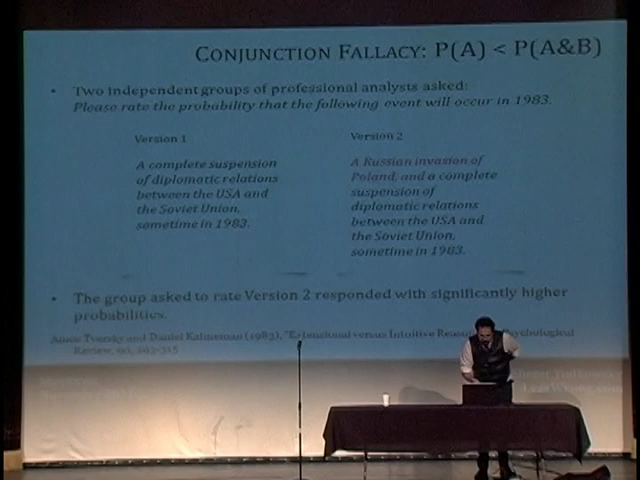 CONJUNCTION FALLACY: P(A) < P(A&B)
• Two independent groups of professional analysts asked:
Please rate the probability that the following event will occur in 1983.
Version 1
A complete suspension
of diplomatic relations
between the USA and
the Soviet Union,
sometime in 1983.
Version 2
A Russian invasion of
Poland, and a complete
suspension of
diplomatic relations
between the USA and
the Soviet Union,
sometime in 1983.
• The group asked to rate Version 2 responded with significantly higher
probabilities.
Amos Tversky and Daniel Kahneman (1983), "Extensional versus Intuitive Psychological
Review, 90, 293-315